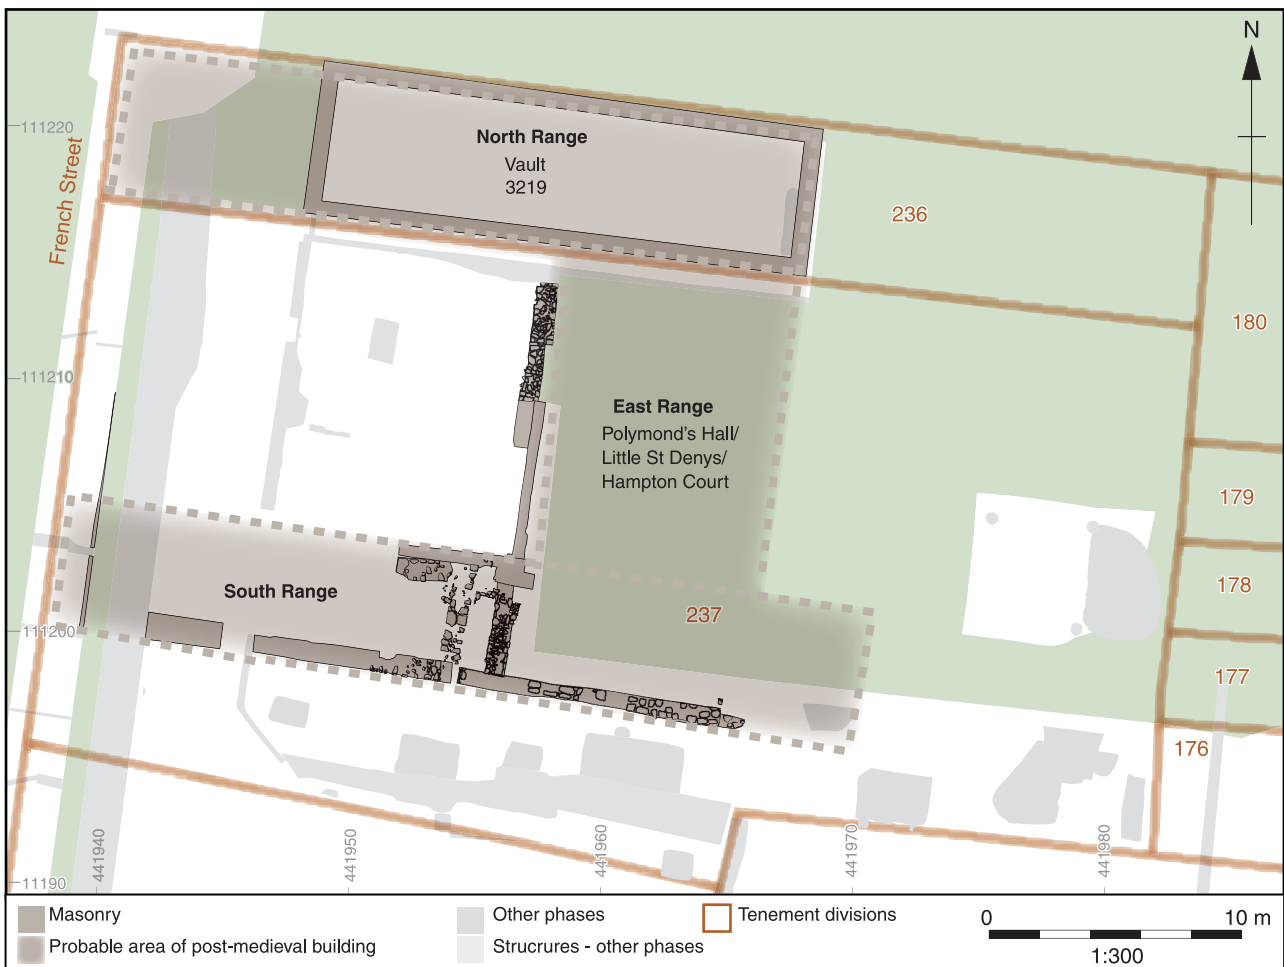 N
111220
North Range
Vault
3219
French Street
236
180
111210
East Range
Polymond's Hall/
Little St Denys/
Hampton Court
179
South Range
178
237
111200
177
176
441940
441950
441960
441970
441980
11190
Masonry
Probable area of post-medieval building
Other phases
Strucrures - other phases
Tenement divisions
0
10 m
1:300